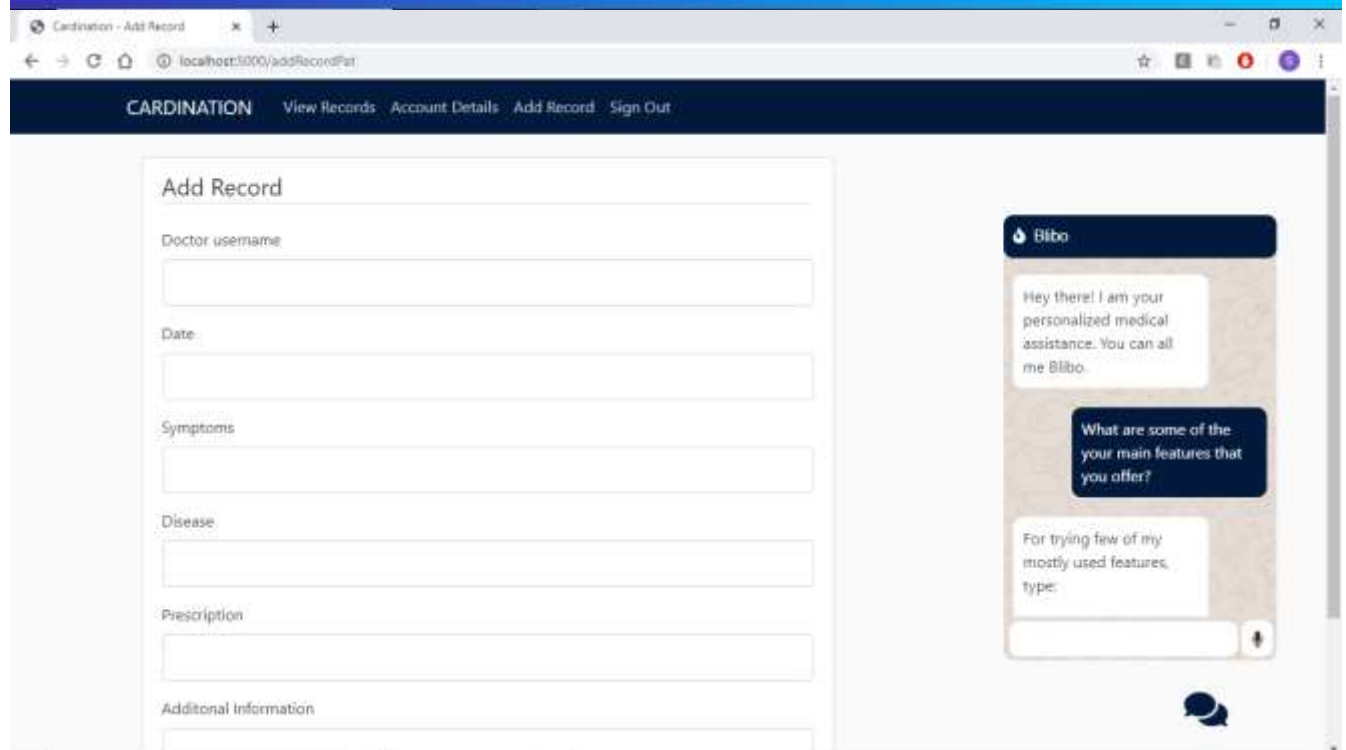 Cardination - Add Record
localhost:5000/addRecordPat
CARDINATION View Records Account Details Add Record Sign Out
Add Record
Doctor username
Date
Symptoms
Disease
Prescription
Additonal Information
Blibo
Hey there! I am your
personalized medical
assistance. You can all
me Blibo.
What are some of the
your main features that
you offer?
For trying few of my
mostly used features,
type:
S